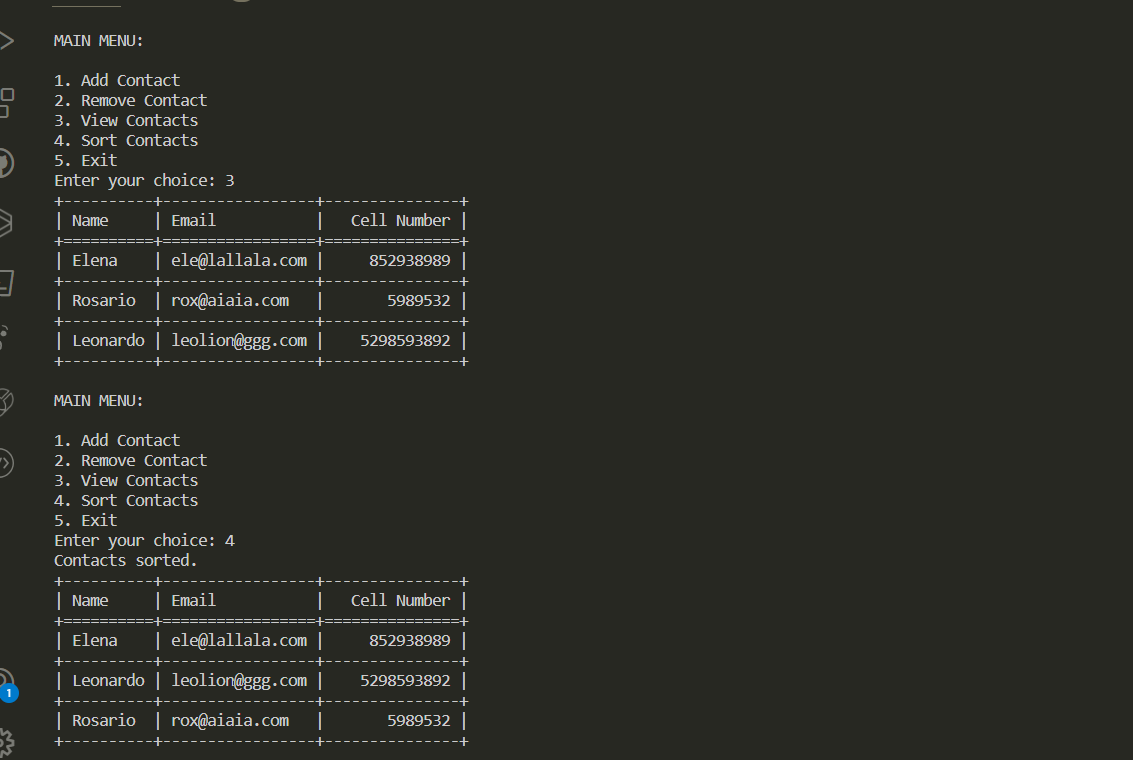 MAIN MENU:
1. Add Contact
2. Remove Contact
3. View Contacts
4. Sort Contacts
5. Exit
Enter your choice: 3
+----------+-----------------+---------------+
| Name     | Email           |   Cell Number |
+==========+=================+===============+
| Elena    | ele@lallala.com |     852938989 |
+----------+-----------------+---------------+
| Rosario  | rox@aiaia.com   |       5989532 |
+----------+-----------------+---------------+
| Leonardo | leolion@ggg.com |    5298593892 |
+----------+-----------------+---------------+
MAIN MENU:
1. Add Contact
2. Remove Contact
3. View Contacts
4. Sort Contacts
5. Exit
Enter your choice: 4
Contacts sorted.
+----------+-----------------+---------------+
| Name     | Email           |   Cell Number |
+==========+=================+===============+
| Elena    | ele@lallala.com |     852938989 |
+----------+-----------------+---------------+
| Leonardo | leolion@ggg.com |    5298593892 |
+----------+-----------------+---------------+
| Rosario  | rox@aiaia.com   |       5989532 |
+----------+-----------------+---------------+
1